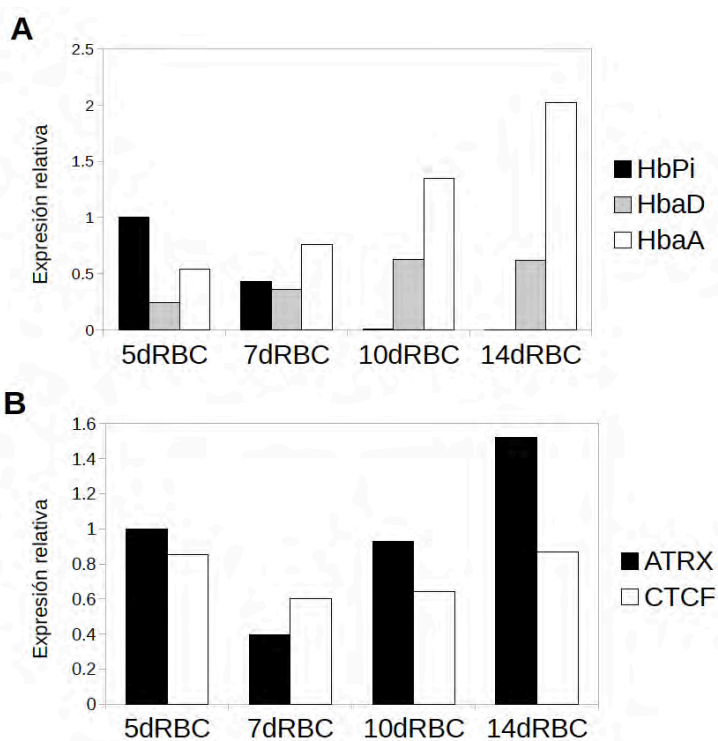 A
2.5
2
1.5
1
0.5
0
Expresión relativa
5dRBC 7dRBC 10dRBC 14dRBC
HbPi
HbaD
HbaA
B
1.6
1.4
1.2
1
0.8
0.6
0.4
0.2
0
Expresión relativa
5dRBC 7dRBC 10dRBC 14dRBC
ATRX
CTCF